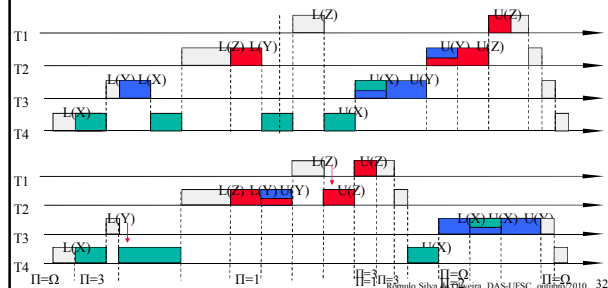 L(Z) U(Z)
T1
L(Z) L(Y) U(Y) U(Z)
T2
L(Y) L(X) U(X) U(Y)
T3
L(X) U(X)
T4
L(Z) U(Z)
T1
L(Z) L(Y) U(Y) U(Z)
T2
L(Y) L(X) U(X) U(Y)
T3
L(X) U(X)
T4
Π=Ω Π=3 Π=1 Π=3 Π=Ω Π=Ω
Π=1 Π=3 Π=2
Rômulo Silva de Oliveira, DAS-UFSC, outubro/2010 32